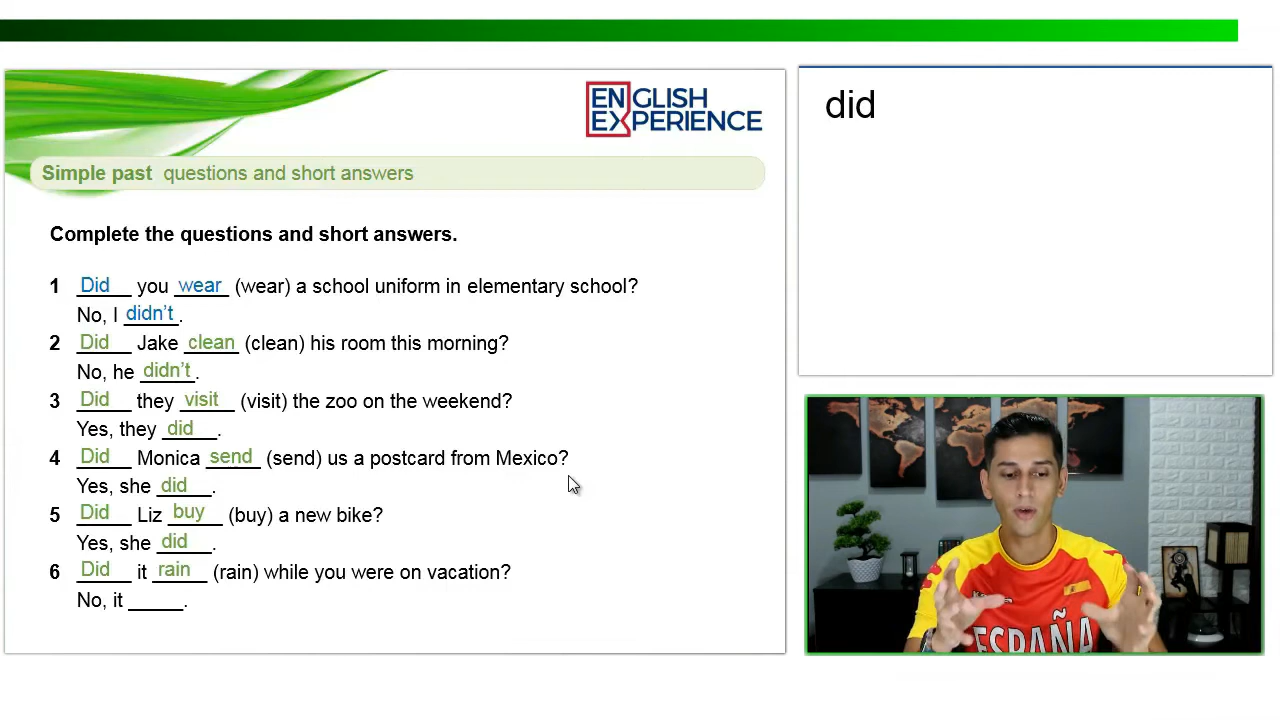 ENGLISH
EXPERIENCE
Simple past questions and short answers
Complete the questions and short answers.
1 Did you wear (wear) a school uniform in elementary school?
No, I didn't.
2 Did Jake clean (clean) his room this morning?
No, he didn't.
3 Did they visit (visit) the zoo on the weekend?
Yes, they did.
4 Did Monica send (send) us a postcard from Mexico?
Yes, she did.
5 Did Liz buy (buy) a new bike?
Yes, she did.
6 Did it rain (rain) while you were on vacation?
No, it _____.
did
ESPAÑA